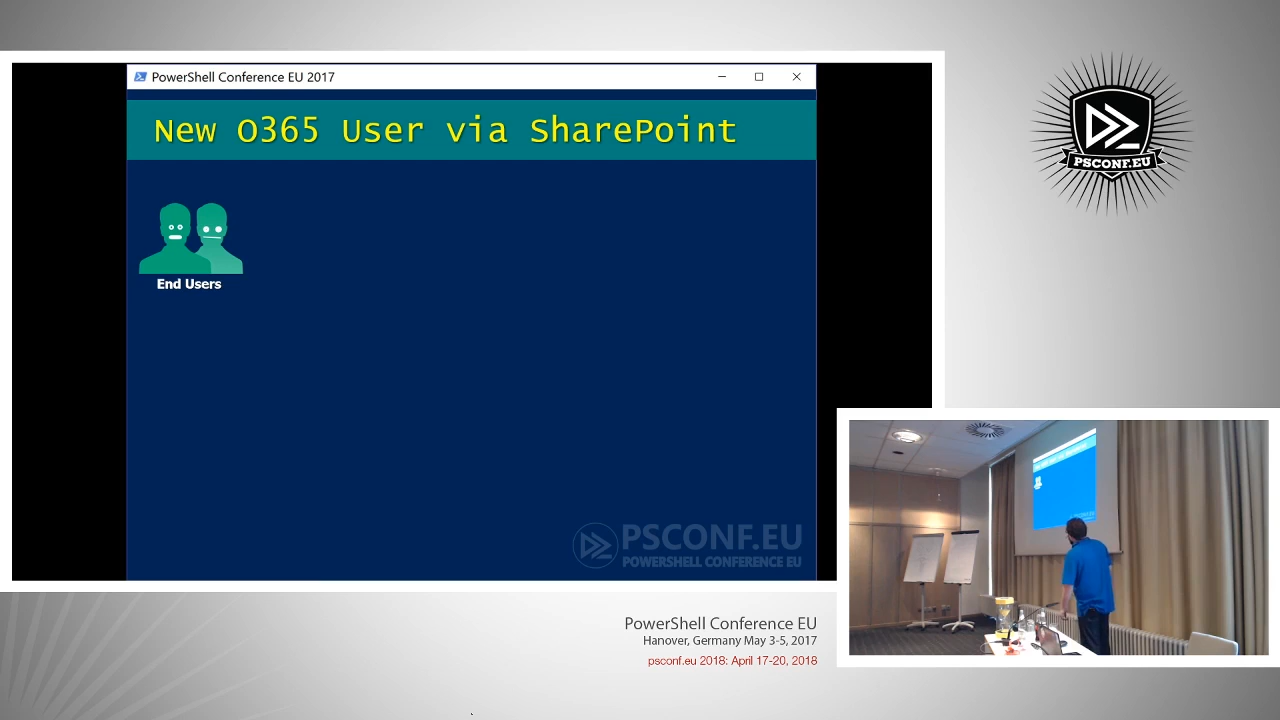 PowerShell Conference EU 2017
New O365 User via SharePoint
End Users
PSCONF.EU
POWERSHELL CONFERENCE EU
PSCONF.EU
PowerShell Conference EU
Hanover, Germany May 3-5, 2017
psconf.eu 2018: April 17-20, 2018